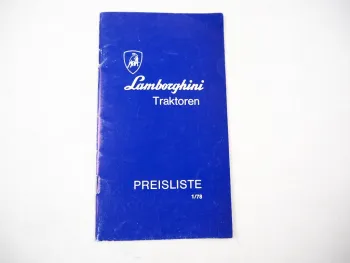 Lamborghini
Traktoren
PREISLISTE
1/78